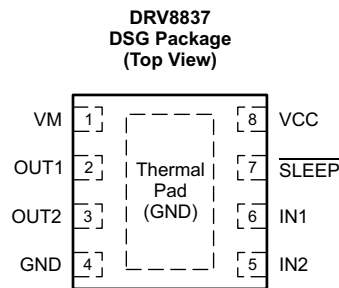 DRV8837
DSG Package
(Top View)
VM 1 8 VCC
OUT1 2 Thermal 7 SLEEP
Pad
OUT2 3 (GND) 6 IN1
GND 4 5 IN2